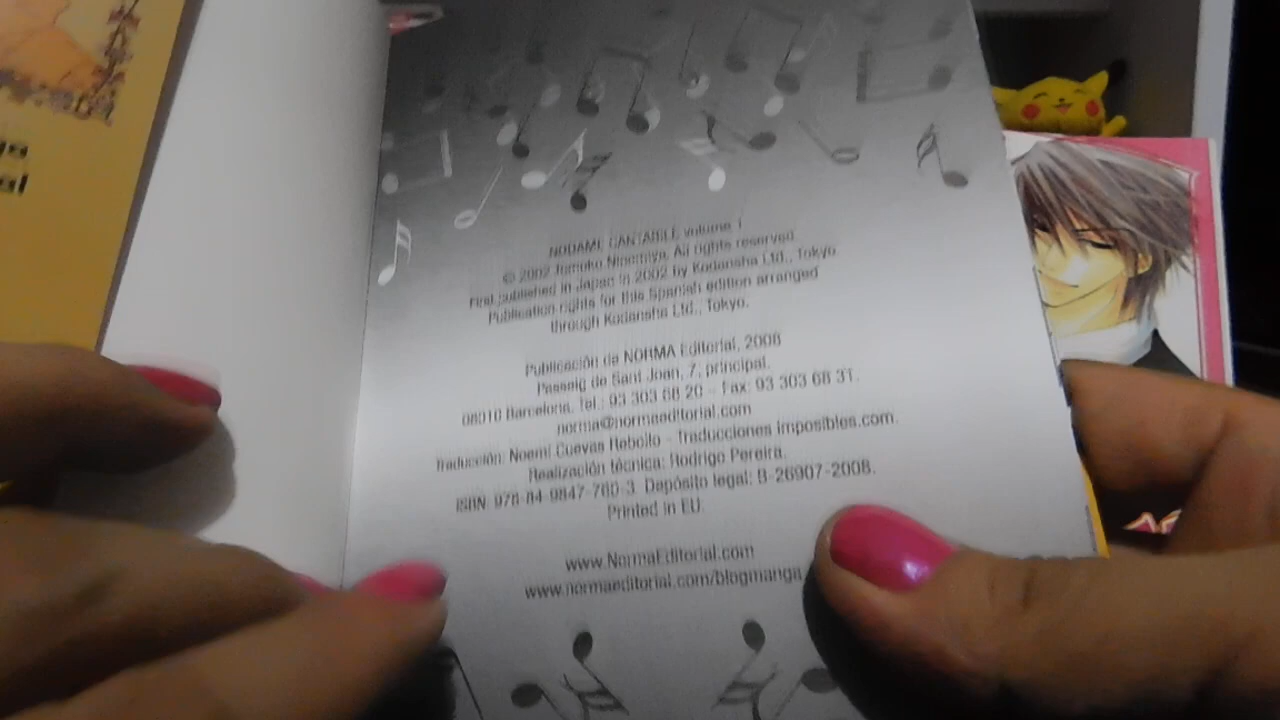 NODAME CANTABILE volume 1
© 2002 Tomoko Ninomiya. All rights reserved.
First published in Japan in 2002 by Kodansha Ltd., Tokyo
Publication rights for this Spanish edition arranged
through Kodansha Ltd., Tokyo.
Publicación de NORMA Editorial, 2008
Passeig de Sant Joan, 7, principal.
08010 Barcelona. Tel.: 93 303 68 20 – Fax: 93 303 68 31.
norma@normaeditorial.com
Traducción: Noemí Cuevas Rebollo - Traducciones imposibles.com.
Realización técnica: Rodrigo Pereira.
ISBN: 978-84-9847-760-3. Depósito legal: B-26907-2008.
Printed in EU.
www.NormaEditorial.com
www.normaeditorial.com/blogmanga